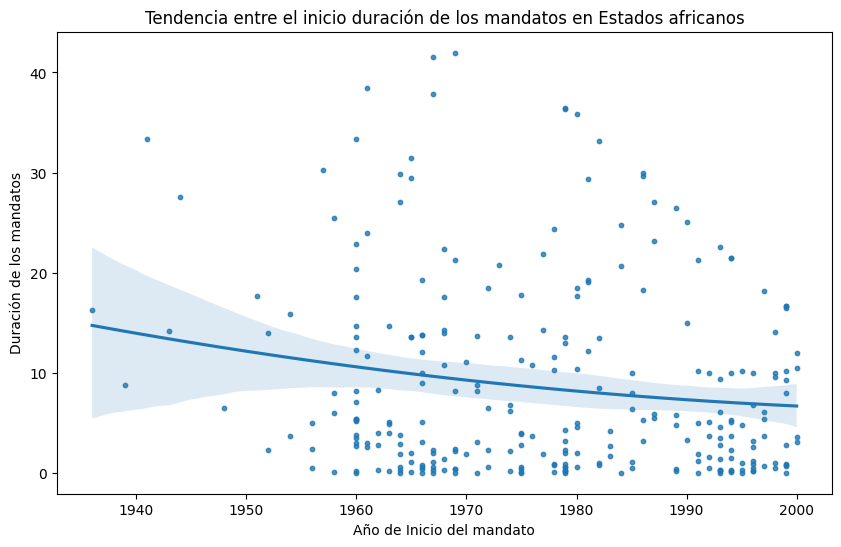 Tendencia entre el inicio duración de los mandatos en Estados africanos
40
30
20
10
0
Duración de los mandatos
1940 1950 1960 1970 1980 1990 2000
Año de Inicio del mandato